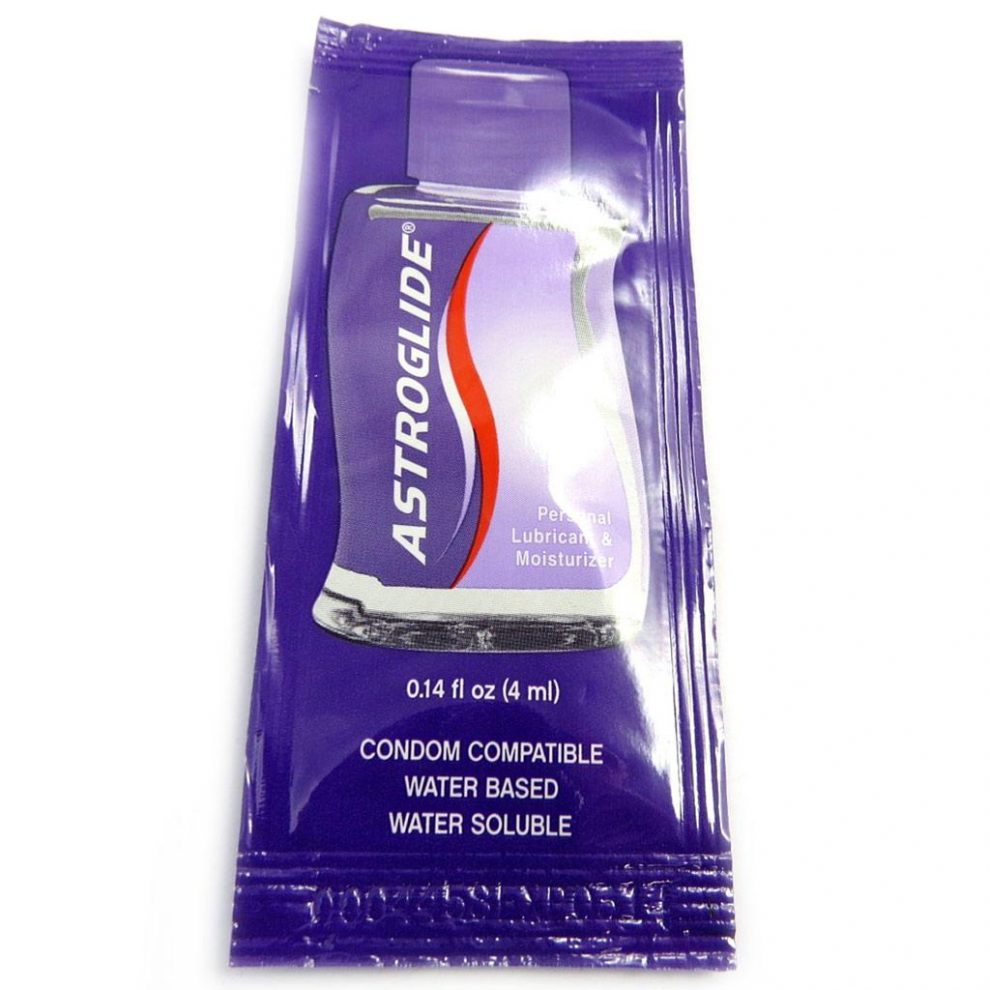 ASTROGLIDE®
Personal
Lubricant &
Moisturizer
0.14 fl oz (4 ml)
CONDOM COMPATIBLE
WATER BASED
WATER SOLUBLE